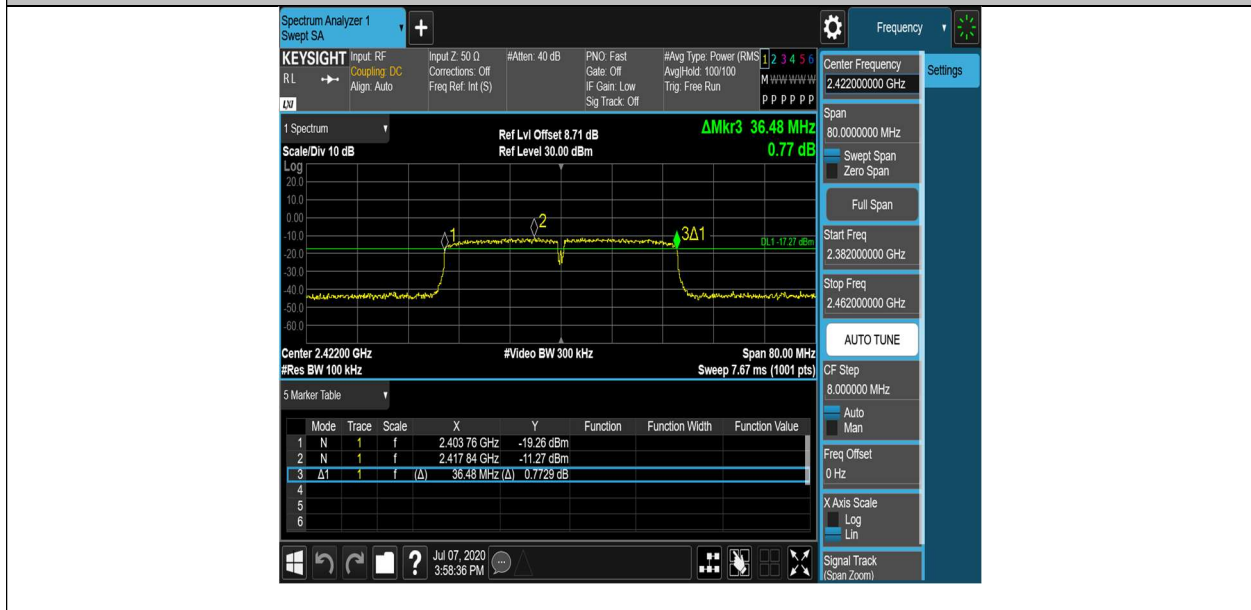 Spectrum Analyzer 1
Swept SA
+
Frequency
KEYSIGHT
RL
LXI
Input: RF
Coupling: DC
Align: Auto
Input Z: 50 Ω
Corrections: Off
Freq Ref: Int (S)
#Atten: 40 dB
PNO: Fast
Gate: Off
IF Gain: Low
Sig Track: Off
#Avg Type: Power (RMS
Avg|Hold: 100/100
Trig: Free Run
1 2 3 4 5 6
M W W W W W
P P P P P P
1 Spectrum
Scale/Div 10 dB
Ref Lvl Offset 8.71 dB
Ref Level 30.00 dBm
ΔMkr3 36.48 MHz
0.77 dB
Log
20.0
10.0
0.00
-10.0
-20.0
-30.0
-40.0
-50.0
-60.0
1
2
3Δ1
DL1 -17.27 dBm
Center 2.42200 GHz
#Video BW 300 kHz
Span 80.00 MHz
#Res BW 100 kHz
Sweep 7.67 ms (1001 pts)
5 Marker Table
Mode Trace Scale X Y Function Function Width Function Value
1 N 1 f 2.403 76 GHz -19.26 dBm
2 N 1 f 2.417 84 GHz -11.27 dBm
3 Δ1 1 f (Δ) 36.48 MHz (Δ) 0.7729 dB
4
5
6
?
Jul 07, 2020
3:58:36 PM
Center Frequency
2.422000000 GHz
Settings
Span
80.0000000 MHz
Swept Span
Zero Span
Full Span
Start Freq
2.382000000 GHz
Stop Freq
2.462000000 GHz
AUTO TUNE
CF Step
8.000000 MHz
Auto
Man
Freq Offset
0 Hz
X Axis Scale
Log
Lin
Signal Track
(Span Zoom)